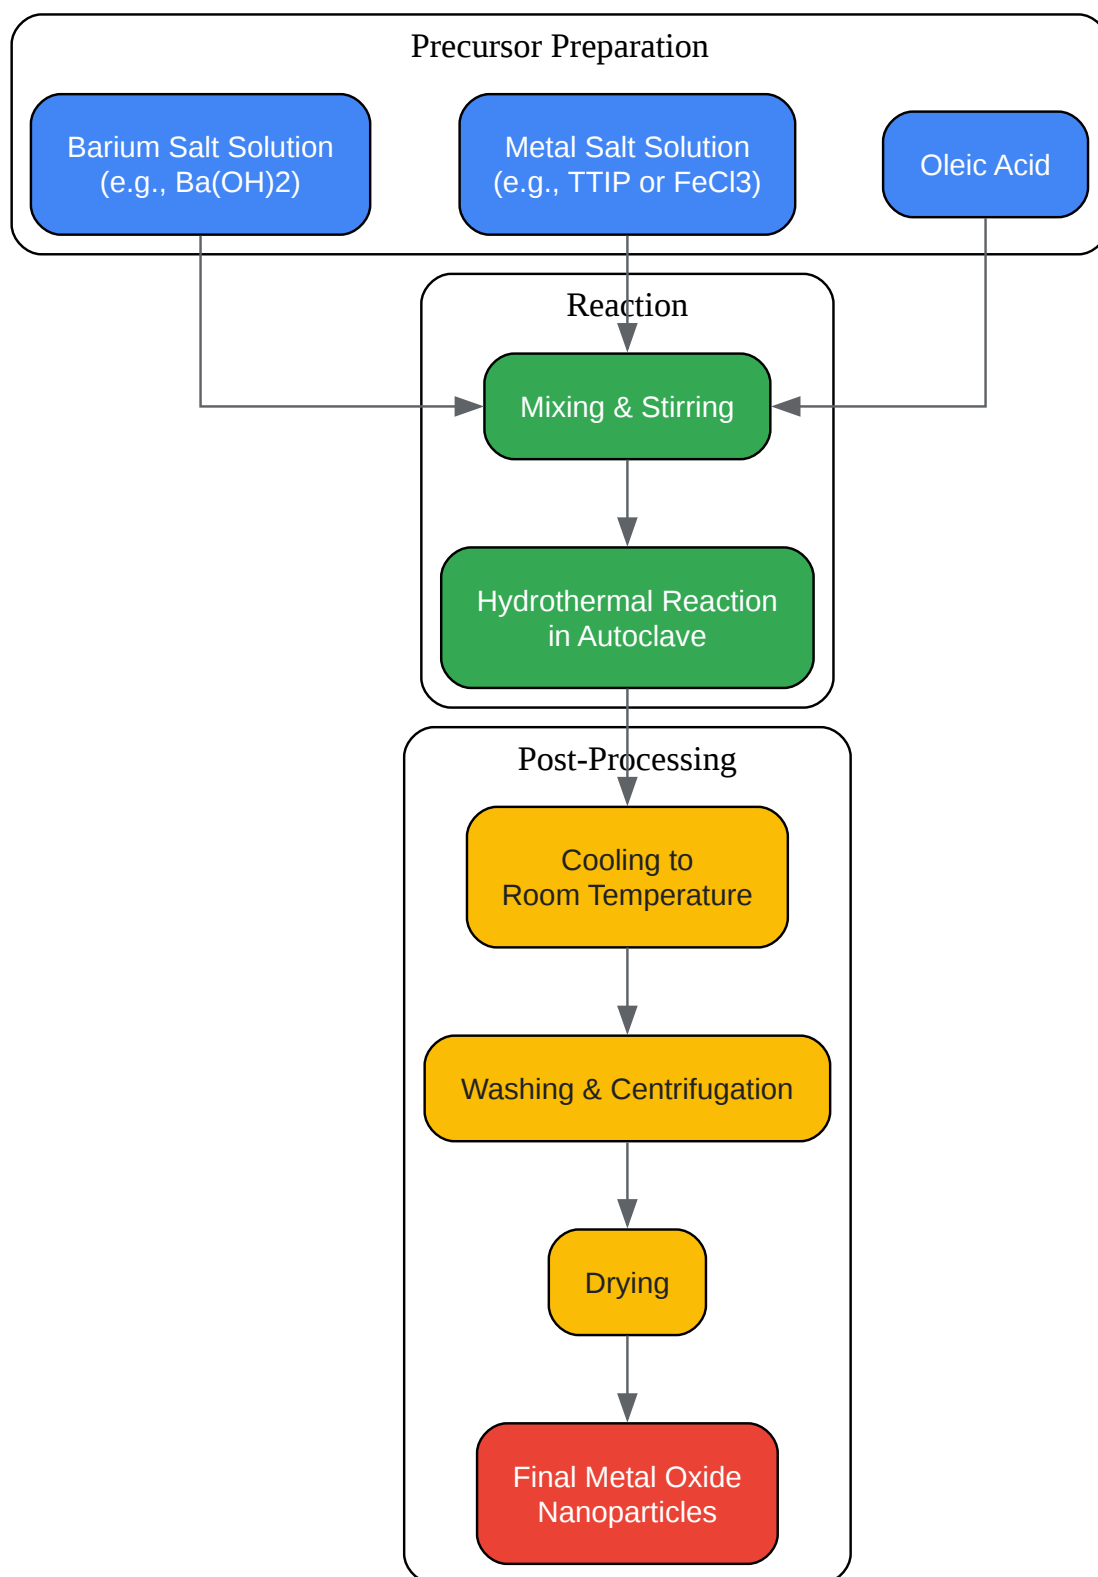 Precursor Preparation
Barium Salt Solution
(e.g., Ba(OH)2)
Metal Salt Solution
(e.g., TTIP or FeCl3)
Oleic Acid
Reaction
Mixing & Stirring
Hydrothermal Reaction
in Autoclave
Post-Processing
Cooling to
Room Temperature
Washing & Centrifugation
Drying
Final Metal Oxide
Nanoparticles